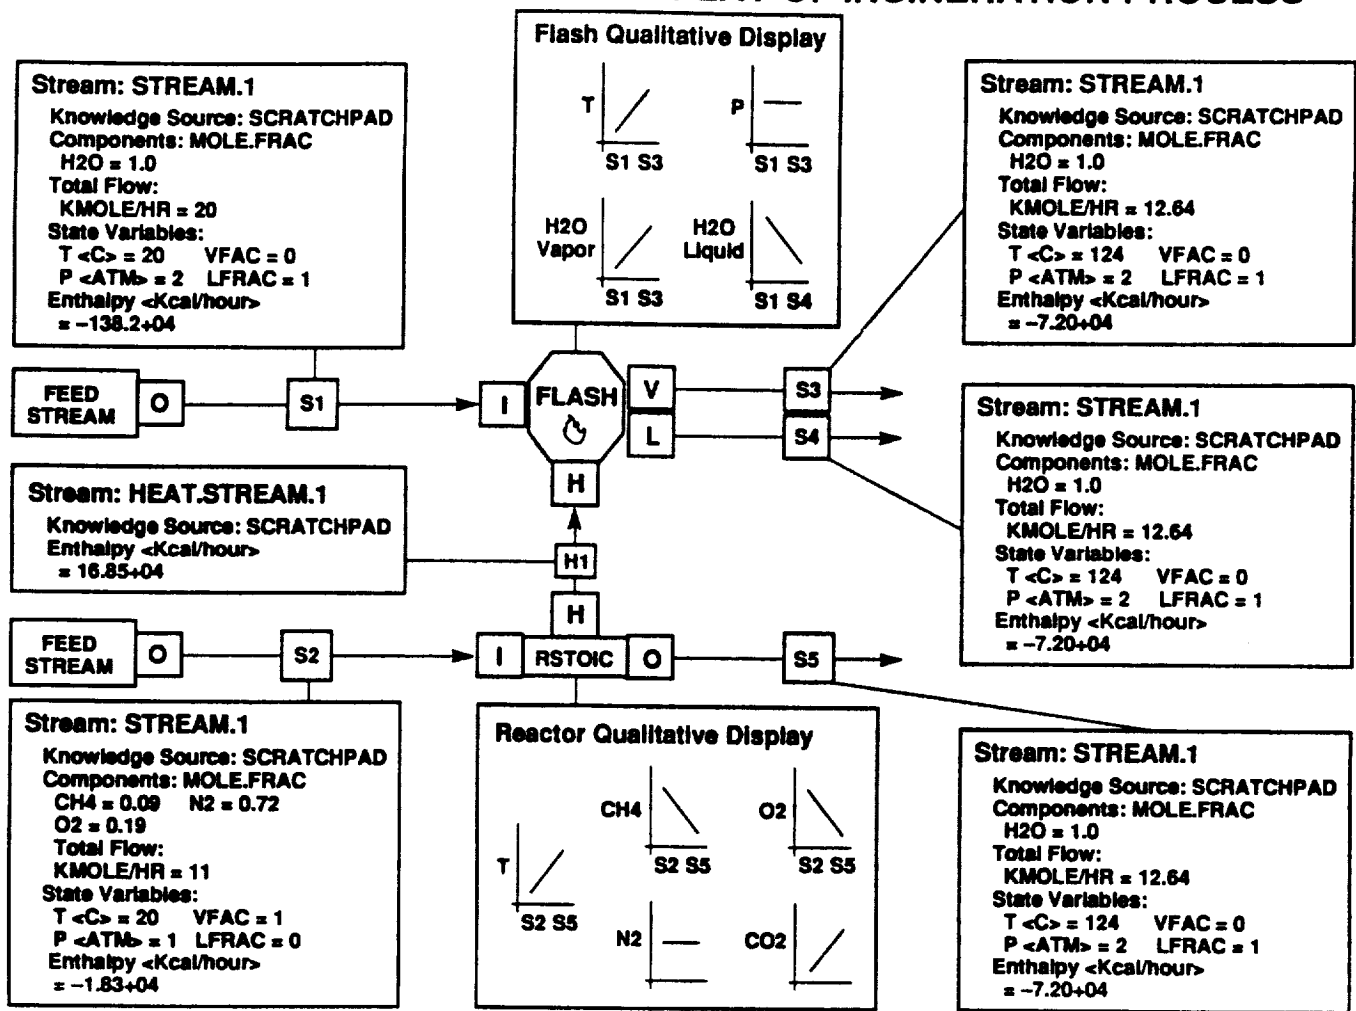 Flash Qualitative Display
T
S1 S3
P
S1 S3
H2O
Vapor
S1 S3
H2O
Liquid
S1 S4
Stream: STREAM.1
Knowledge Source: SCRATCHPAD
Components: MOLE.FRAC
H2O = 1.0
Total Flow:
KMOLE/HR = 20
State Variables:
T <C> = 20 VFAC = 0
P <ATM> = 2 LFRAC = 1
Enthalpy <Kcal/hour>
= -138.2+04
Stream: STREAM.1
Knowledge Source: SCRATCHPAD
Components: MOLE.FRAC
H2O = 1.0
Total Flow:
KMOLE/HR = 12.64
State Variables:
T <C> = 124 VFAC = 0
P <ATM> = 2 LFRAC = 1
Enthalpy <Kcal/hour>
= -7.20+04
FEED
STREAM
O
S1
I
FLASH
V
L
H
S3
S4
Stream: STREAM.1
Knowledge Source: SCRATCHPAD
Components: MOLE.FRAC
H2O = 1.0
Total Flow:
KMOLE/HR = 12.64
State Variables:
T <C> = 124 VFAC = 0
P <ATM> = 2 LFRAC = 1
Enthalpy <Kcal/hour>
= -7.20+04
Stream: HEAT.STREAM.1
Knowledge Source: SCRATCHPAD
Enthalpy <Kcal/hour>
= 16.85+04
H1
H
FEED
STREAM
O
S2
I
RSTOIC
O
S5
Stream: STREAM.1
Knowledge Source: SCRATCHPAD
Components: MOLE.FRAC
CH4 = 0.09 N2 = 0.72
O2 = 0.19
Total Flow:
KMOLE/HR = 11
State Variables:
T <C> = 20 VFAC = 1
P <ATM> = 1 LFRAC = 0
Enthalpy <Kcal/hour>
= -1.83+04
Reactor Qualitative Display
T
S2 S5
CH4
S2 S5
O2
S2 S5
N2
CO2
Stream: STREAM.1
Knowledge Source: SCRATCHPAD
Components: MOLE.FRAC
H2O = 1.0
Total Flow:
KMOLE/HR = 12.64
State Variables:
T <C> = 124 VFAC = 0
P <ATM> = 2 LFRAC = 1
Enthalpy <Kcal/hour>
= -7.20+04